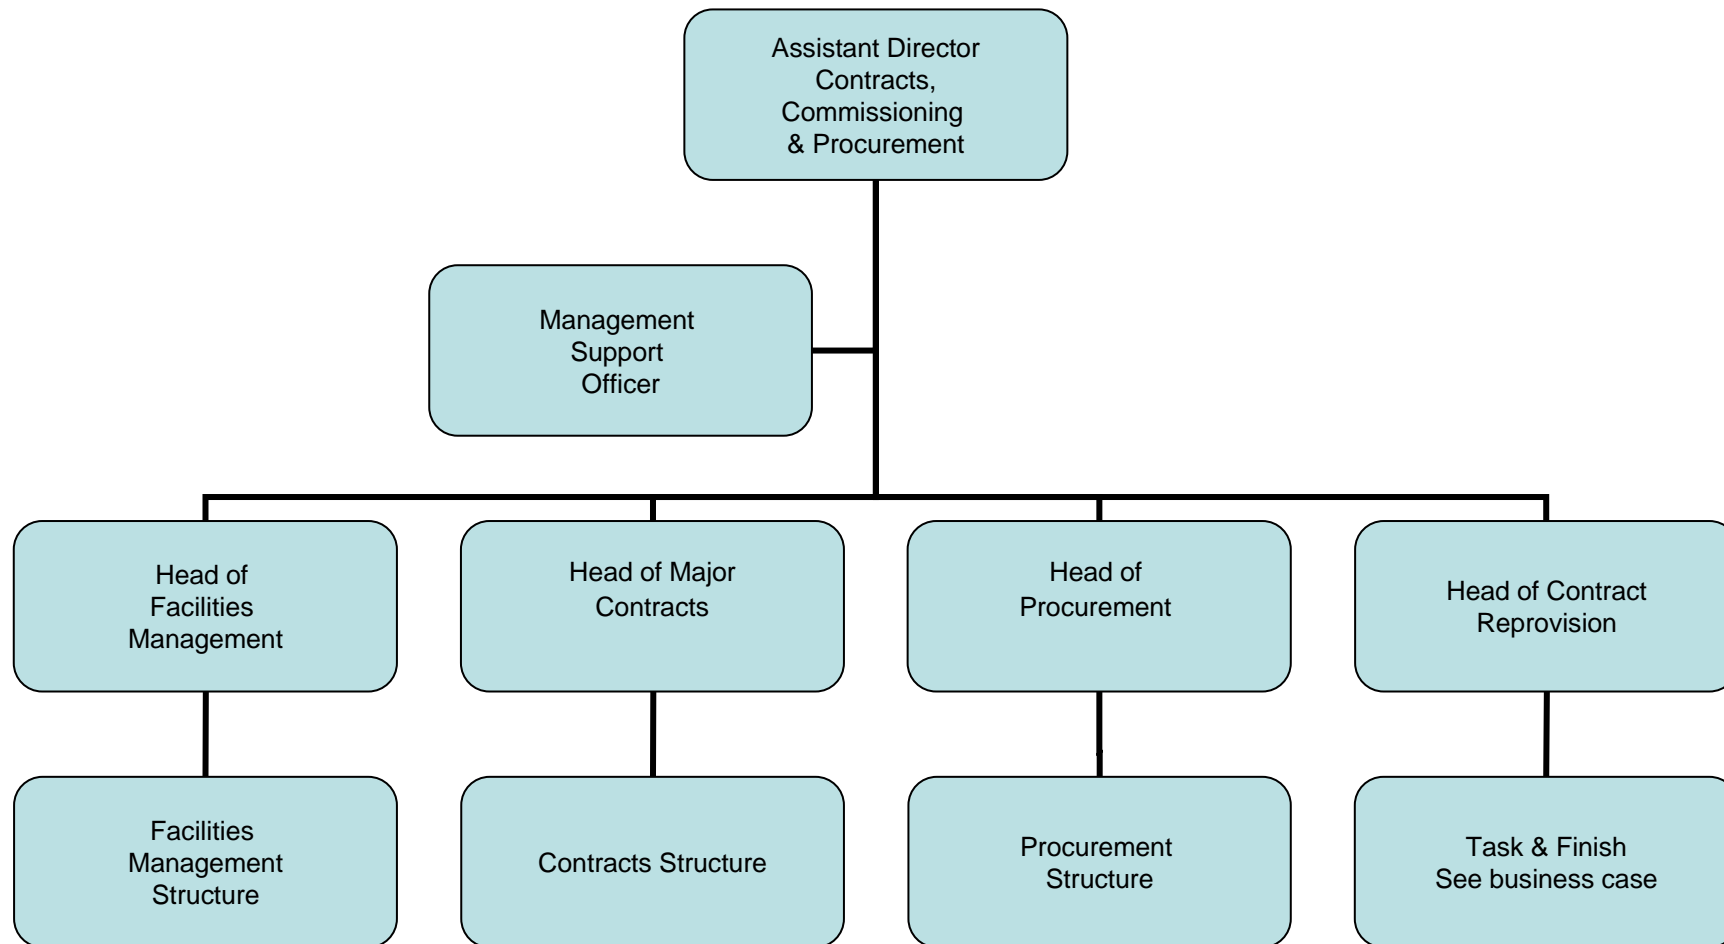 Assistant Director
Contracts,
Commissioning
& Procurement
Management
Support
Officer
Head of
Facilities
Management
Head of Major
Contracts
Head of
Procurement
Head of Contract
Reprovision
Facilities
Management
Structure
Contracts Structure
Procurement
Structure
Task & Finish
See business case